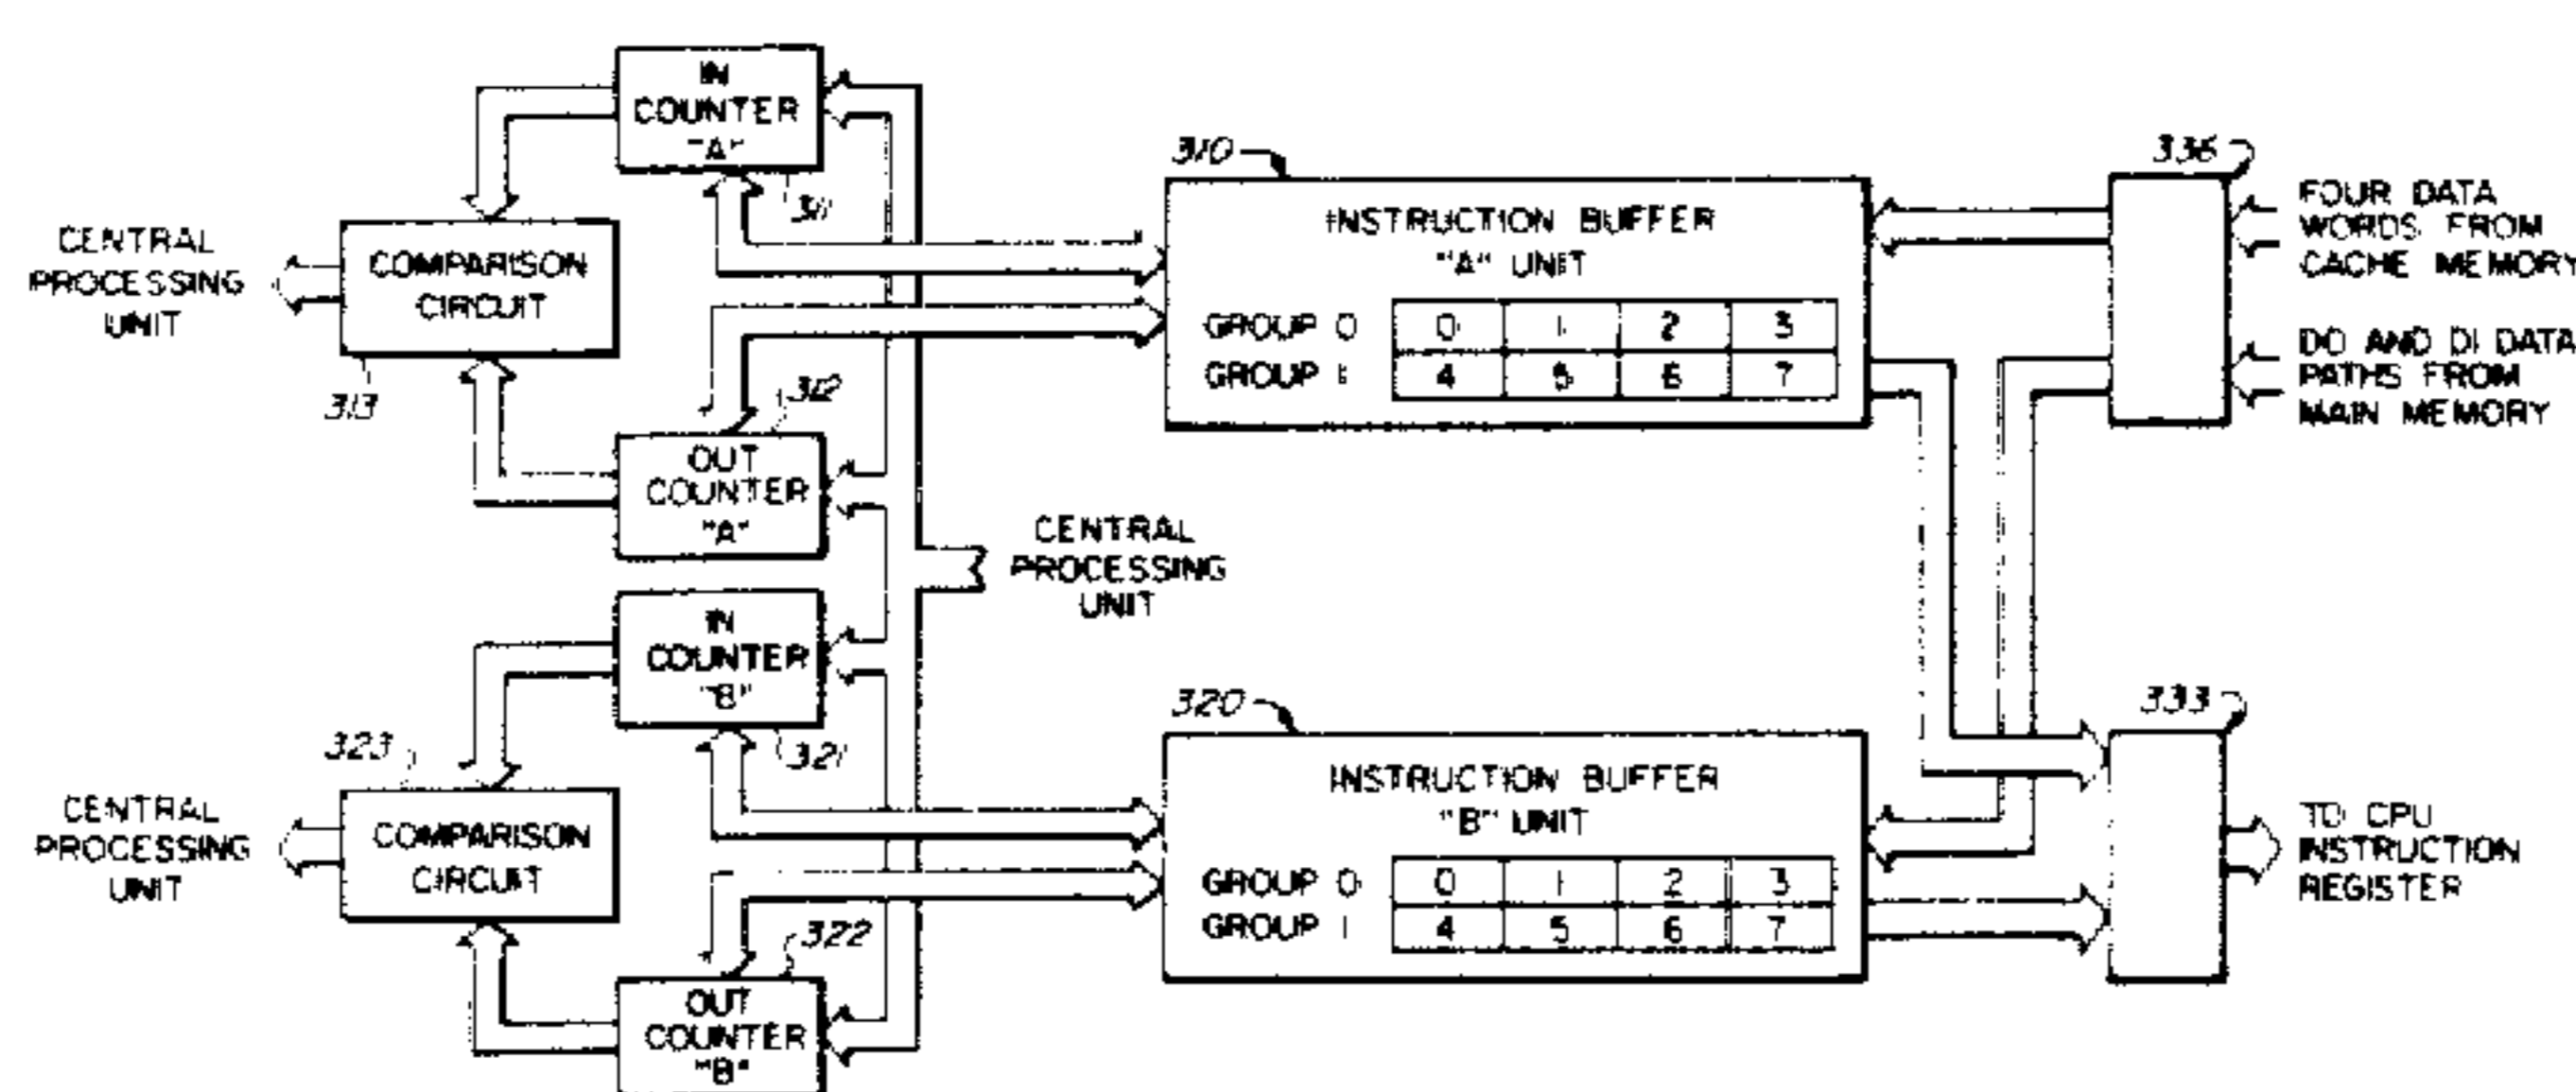 IN
COUNTER
"A"
311
CENTRAL
PROCESSING
UNIT
COMPARISON
CIRCUIT
313
OUT
COUNTER
"A"
312
310
INSTRUCTION BUFFER
"A" UNIT
GROUP 0 0 1 2 3
GROUP 1 4 5 6 7
336
FOUR DATA
WORDS FROM
CACHE MEMORY
DO AND DI DATA
PATHS FROM
MAIN MEMORY
CENTRAL
PROCESSING
UNIT
IN
COUNTER
"B"
321
323
CENTRAL
PROCESSING
UNIT
COMPARISON
CIRCUIT
322
OUT
COUNTER
"B"
320
INSTRUCTION BUFFER
"B" UNIT
GROUP 0 0 1 2 3
GROUP 1 4 5 6 7
333
TO CPU
INSTRUCTION
REGISTER